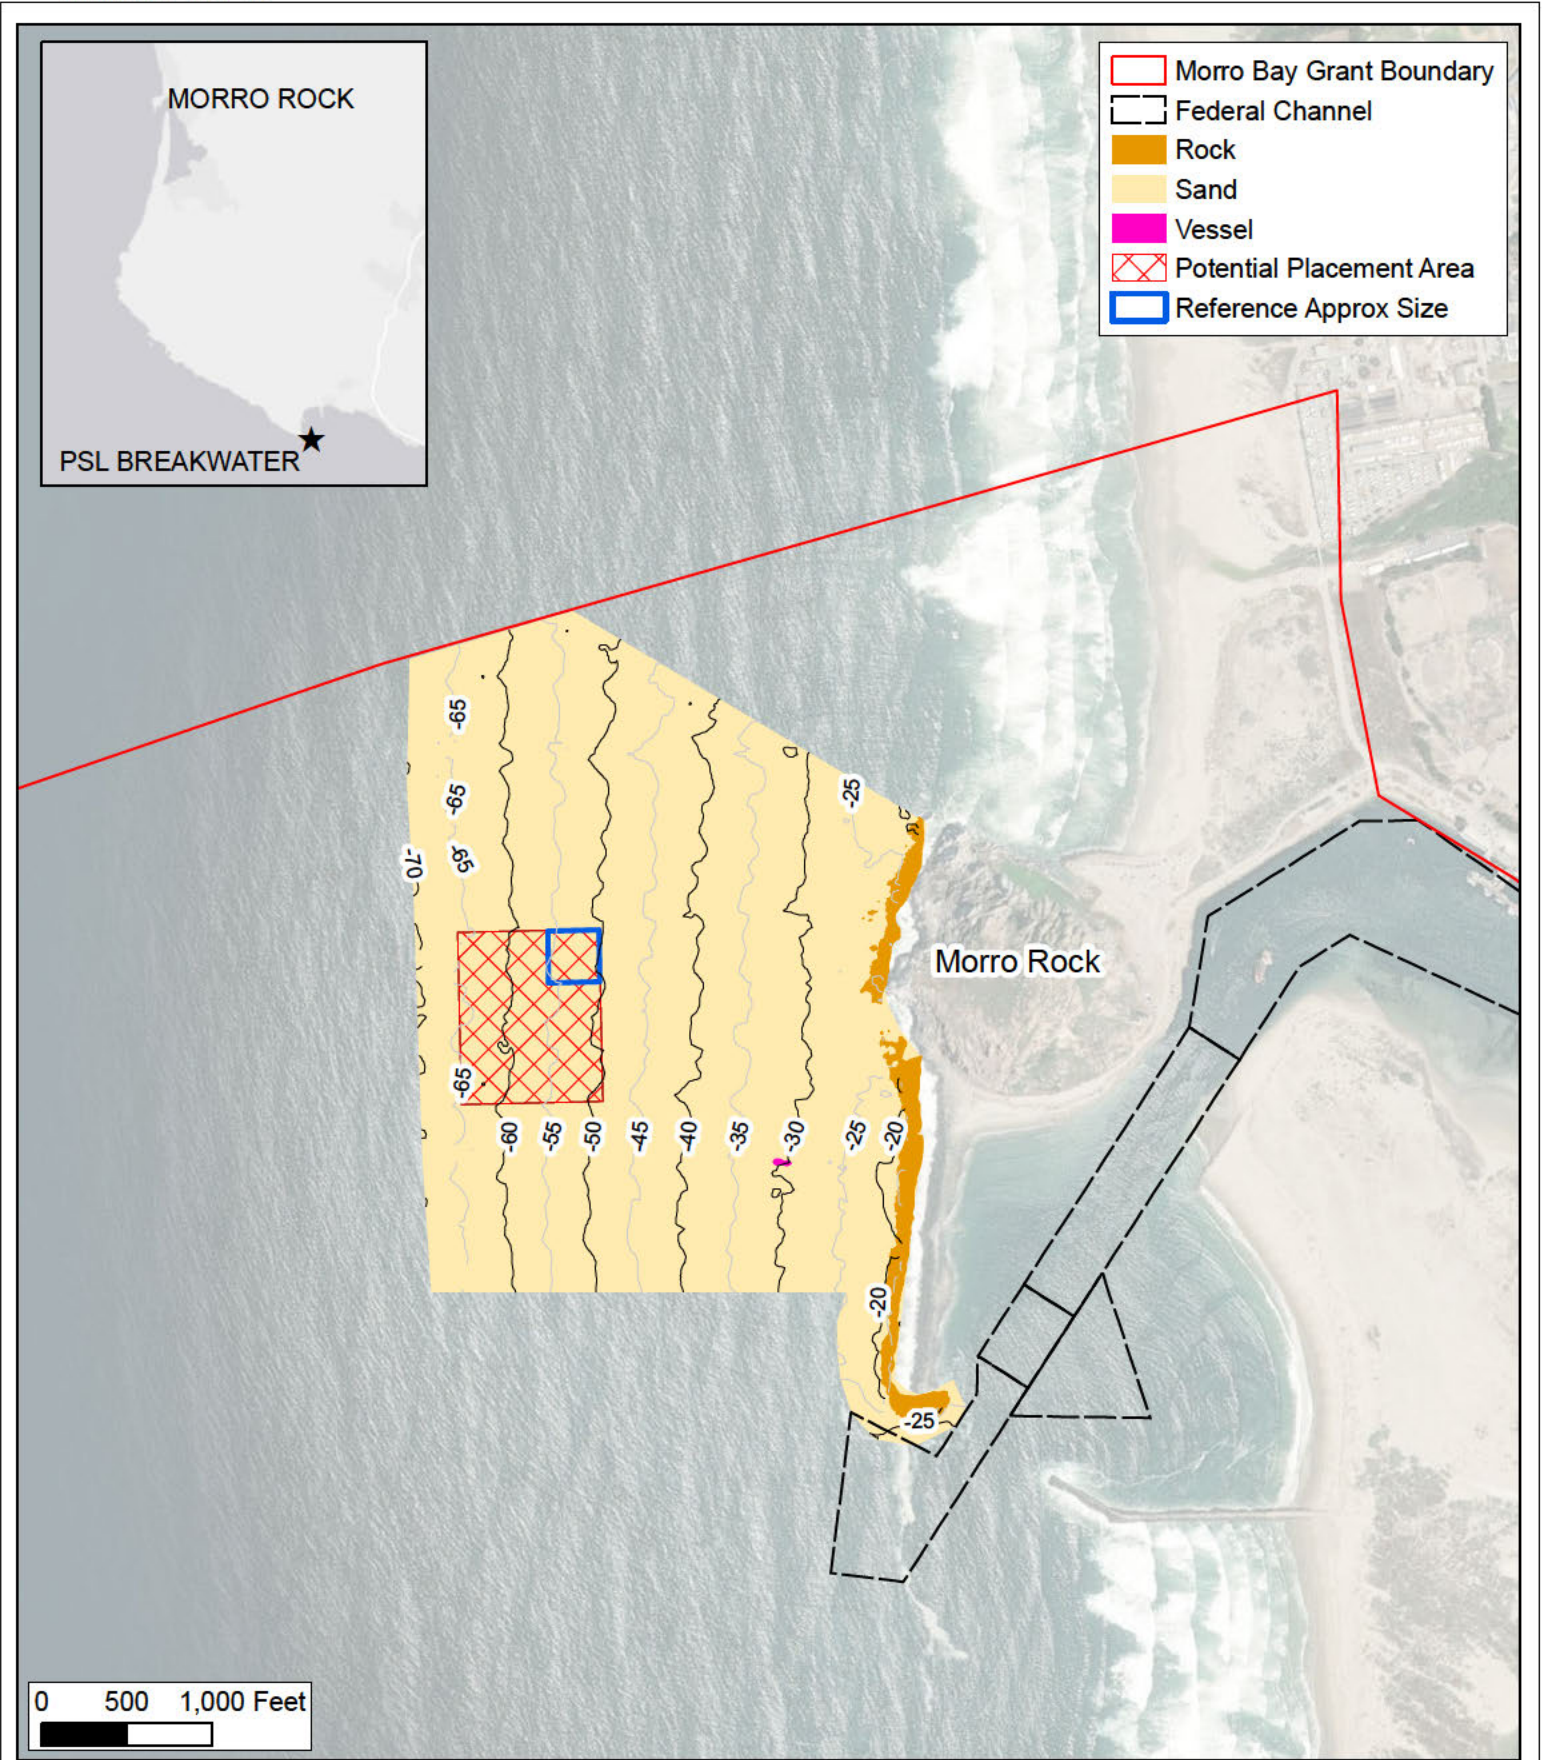 MORRO ROCK
PSL BREAKWATER
Morro Bay Grant Boundary
Federal Channel
Rock
Sand
Vessel
Potential Placement Area
Reference Approx Size
-65
-65
-25
-70
-65
Morro Rock
-65
-60
-55
-50
-45
-40
-35
-30
-25
-20
-20
-25
0 500 1,000 Feet